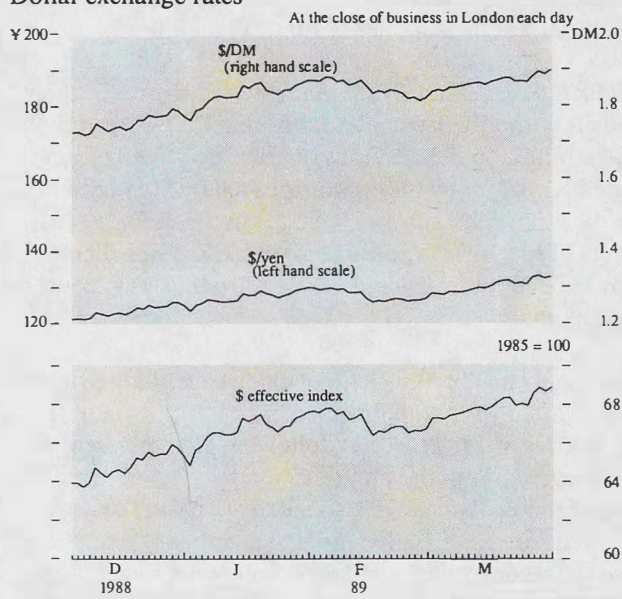 Dollar exchange rates
At the close of business in London each day
¥ 200
DM2.0
$/DM
(right hand scale)
180
1.8
160
1.6
140
1.4
$/yen
(left hand scale)
120
1.2
1985 = 100
$ effective index
68
64
60
D J F M
1988 89